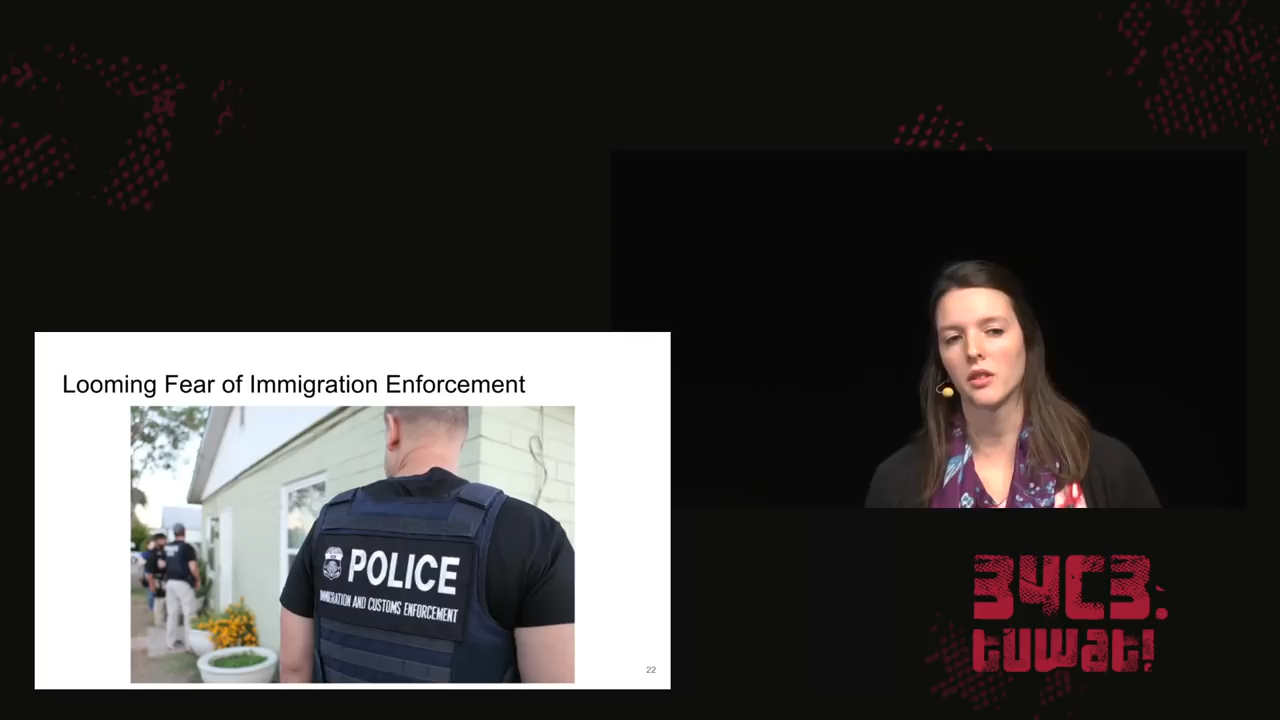 Looming Fear of Immigration Enforcement
POLICE
IMMIGRATION AND CUSTOMS ENFORCEMENT
22
34C3.
tuwat!